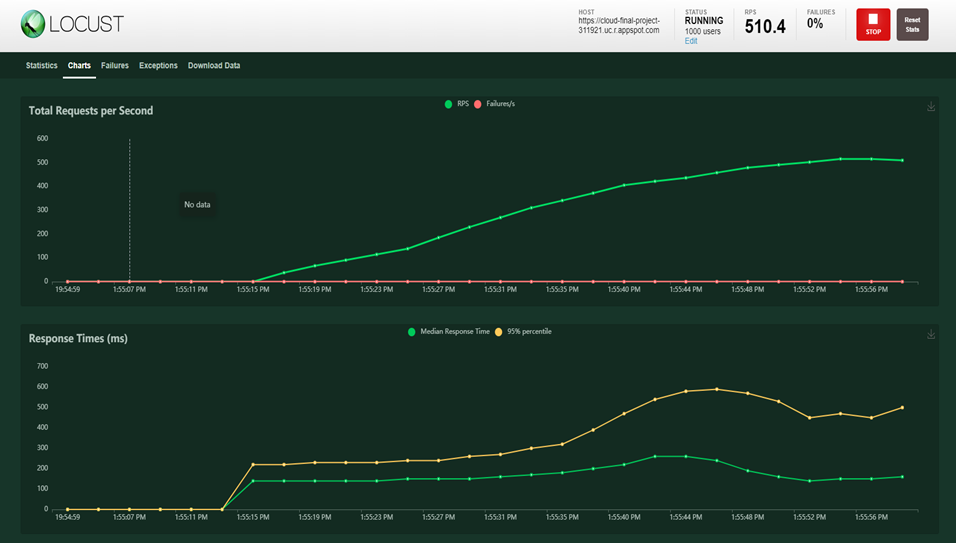 LOCUST
HOST
https://cloud-final-project-
311921.uc.r.appspot.com
STATUS
RUNNING
1000 users
Edit
RPS
510.4
FAILURES
0%
STOP
Reset
Stats
Statistics Charts Failures Exceptions Download Data
Total Requests per Second
RPS Failures/s
600
500
400
300
200
100
0
No data
19:54:59 1:55:07 PM 1:55:11 PM 1:55:15 PM 1:55:19 PM 1:55:23 PM 1:55:27 PM 1:55:31 PM 1:55:35 PM 1:55:40 PM 1:55:44 PM 1:55:48 PM 1:55:52 PM 1:55:56 PM
Response Times (ms)
Median Response Time 95% percentile
700
600
500
400
300
200
100
0
19:54:59 1:55:07 PM 1:55:11 PM 1:55:15 PM 1:55:19 PM 1:55:23 PM 1:55:27 PM 1:55:31 PM 1:55:35 PM 1:55:40 PM 1:55:44 PM 1:55:48 PM 1:55:52 PM 1:55:56 PM